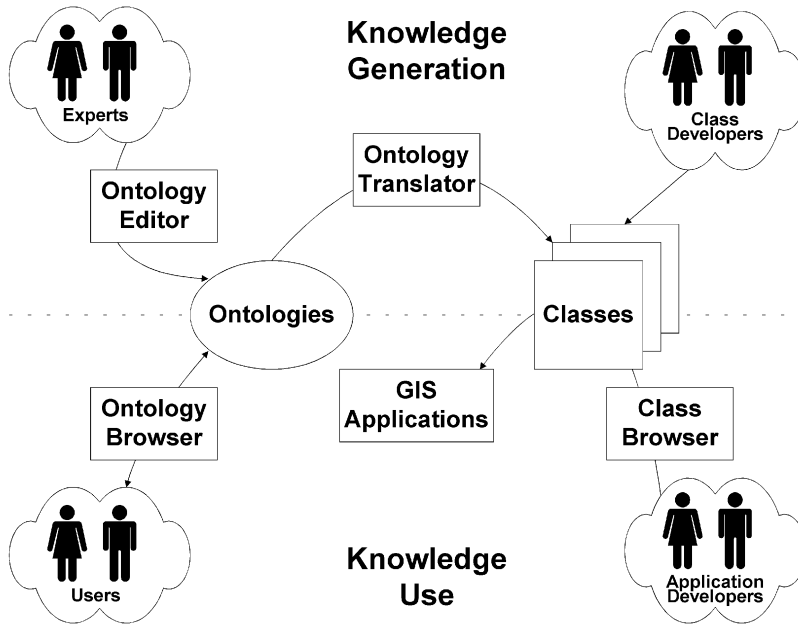 Knowledge
Generation
Experts
Class
Developers
Ontology
Translator
Ontology
Editor
Ontologies
Classes
GIS
Applications
Ontology
Browser
Class
Browser
Knowledge
Use
Users
Application
Developers